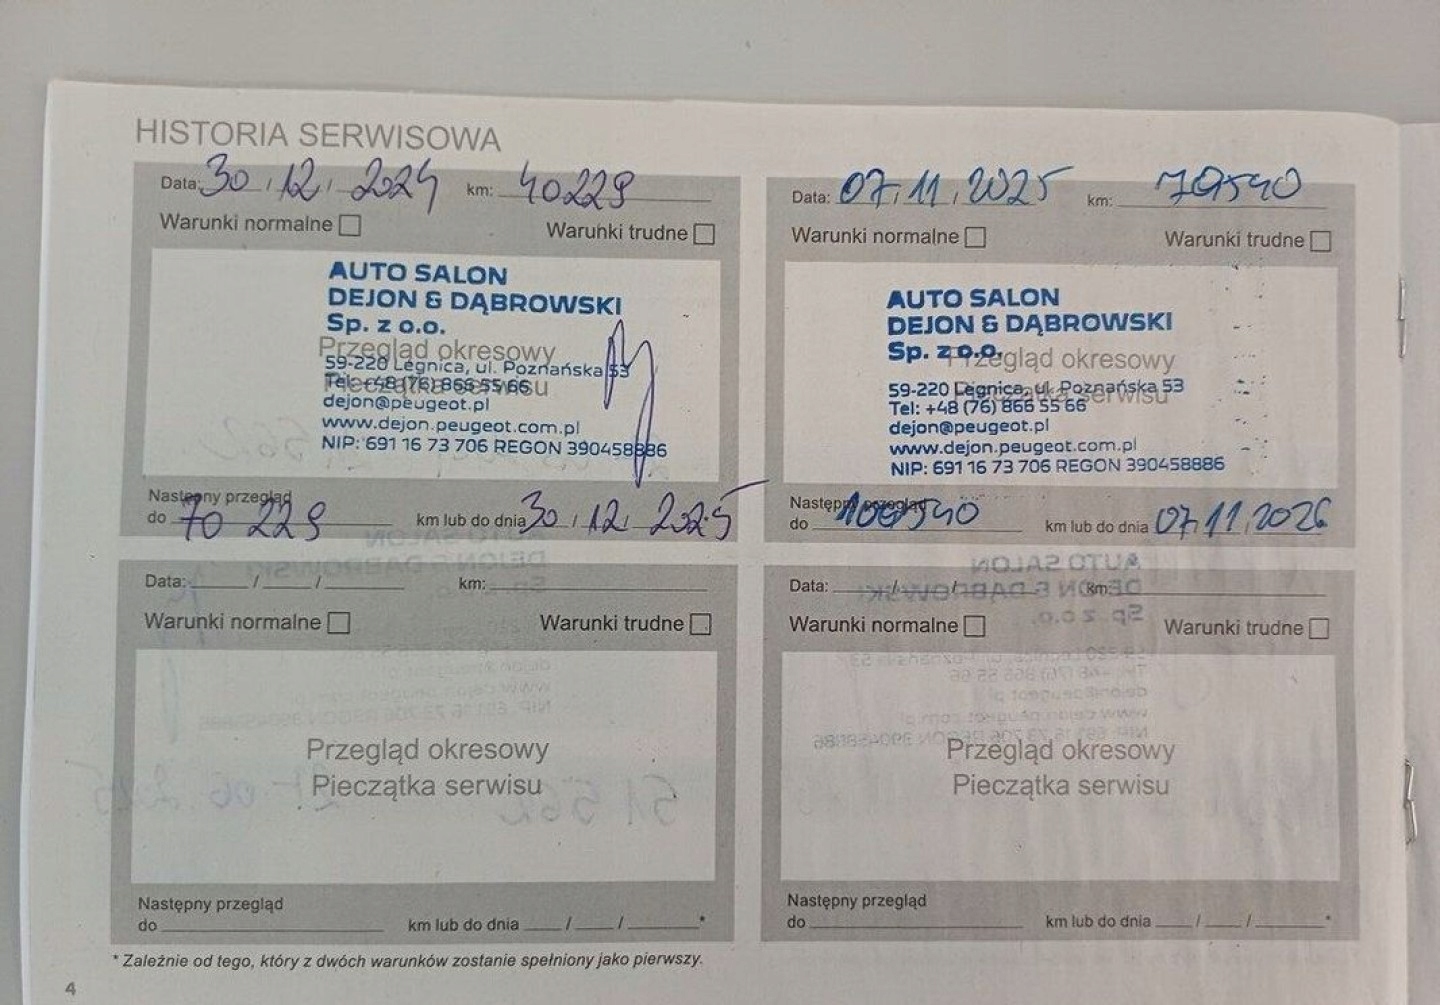 HISTORIA SERWISOWA
Data: 30 / 12 / 2024 km: 40229
Warunki normalne Warunki trudne
AUTO SALON
DEJON & DĄBROWSKI
Sp. z o.o.
Przegląd okresowy
59-220 Legnica, ul. Poznańska 53
Pieczątka serwisu
Tel: +48 (76) 866 55 66
dejon@peugeot.pl
www.dejon.peugeot.com.pl
NIP: 691 16 73 706 REGON 390458886
Następny przegląd
do 70 229 km lub do dnia 30 / 12 / 2025
Data: 07.11.2025 km: 79540
Warunki normalne Warunki trudne
AUTO SALON
DEJON & DĄBROWSKI
Sp. z o.o.
Przegląd okresowy
59-220 Legnica, ul. Poznańska 53
Pieczątka serwisu
Tel: +48 (76) 866 55 66
dejon@peugeot.pl
www.dejon.peugeot.com.pl
NIP: 691 16 73 706 REGON 390458886
Następny przegląd
do 109540 km lub do dnia 07.11.2026
Data: / / km:
Warunki normalne Warunki trudne
Przegląd okresowy
Pieczątka serwisu
Następny przegląd
do km lub do dnia / / *
Data: / / km:
Warunki normalne Warunki trudne
Przegląd okresowy
Pieczątka serwisu
Następny przegląd
do km lub do dnia / / *
* Zależnie od tego, który z dwóch warunków zostanie spełniony jako pierwszy.
4